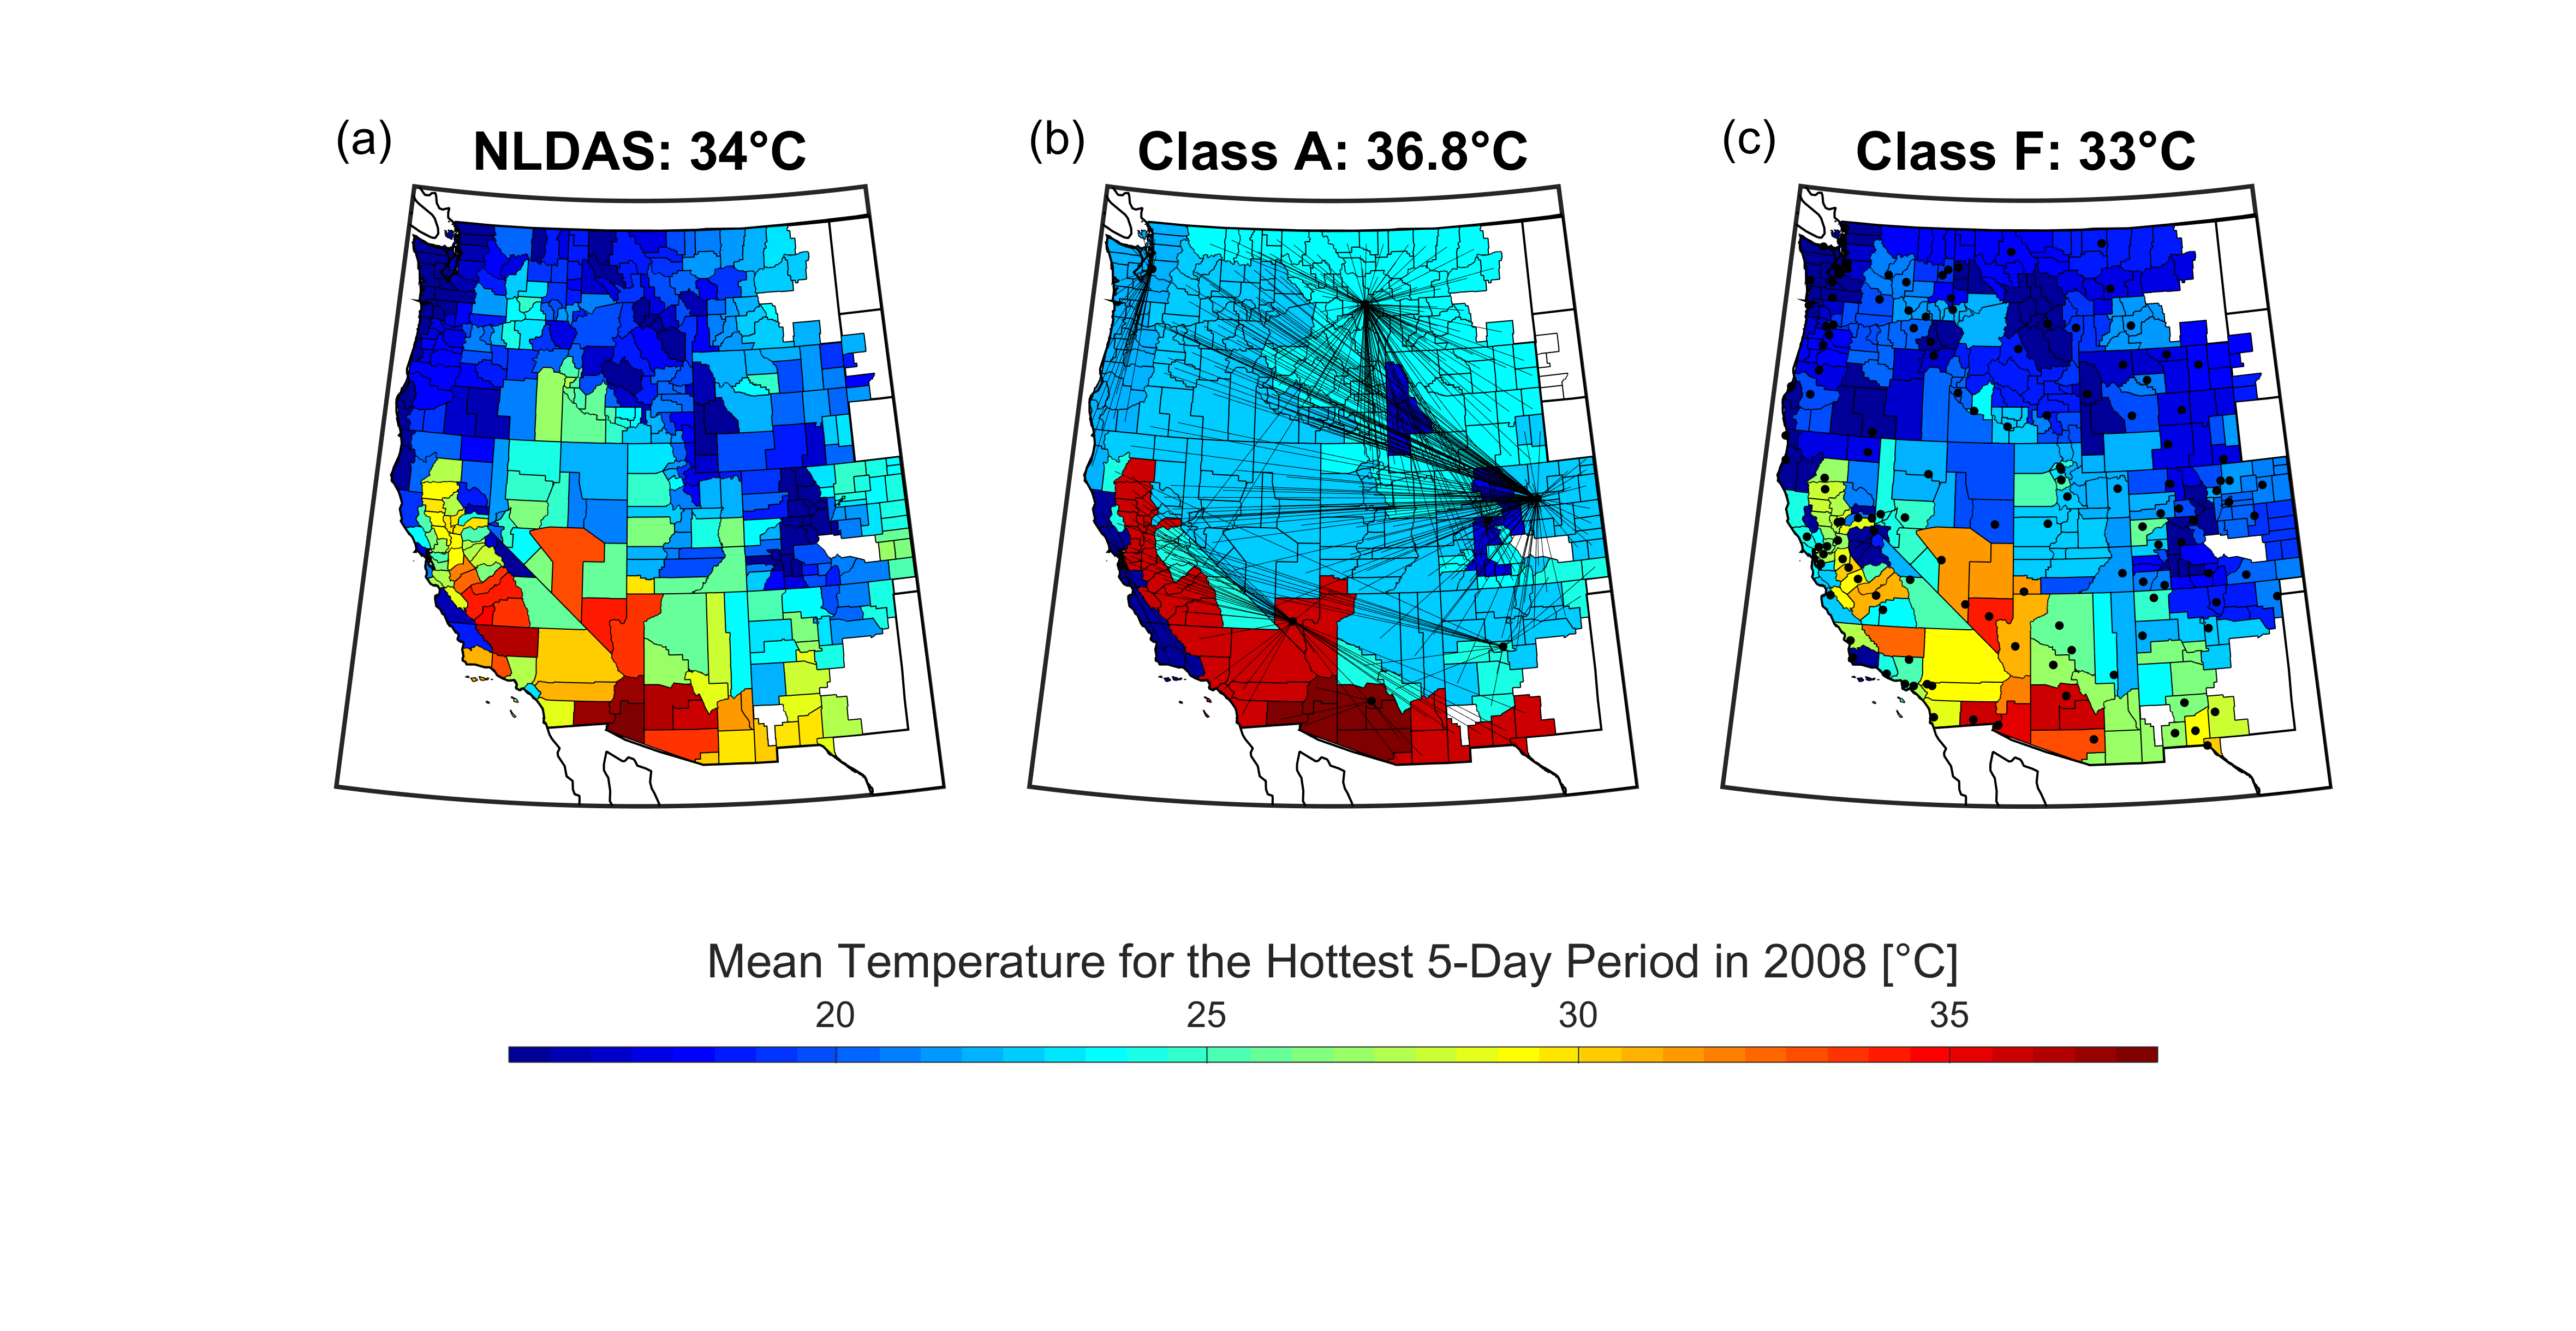 (a) NLDAS: 34°C
(b) Class A: 36.8°C
(c) Class F: 33°C
Mean Temperature for the Hottest 5-Day Period in 2008 [°C]
20 25 30 35